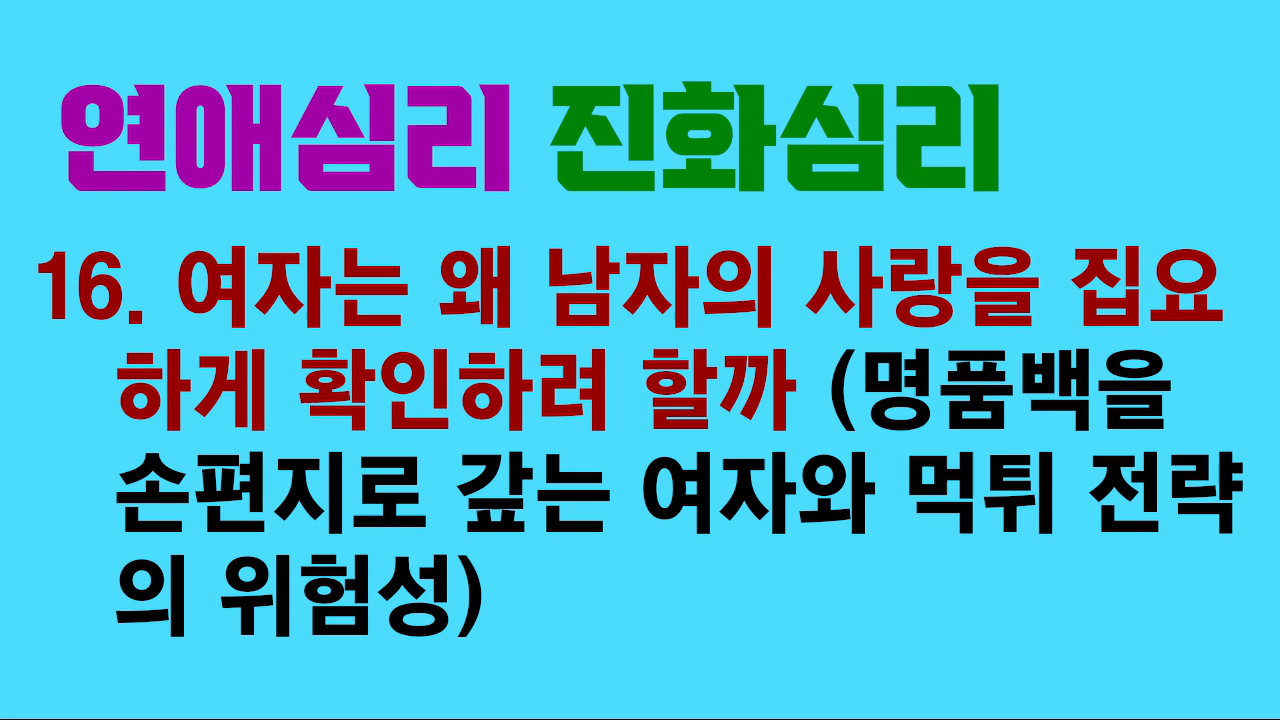 연애심리 진화심리
16. 여자는 왜 남자의 사랑을 집요
하게 확인하려 할까 (명품백을
손편지로 갚는 여자와 먹튀 전략
의 위험성)